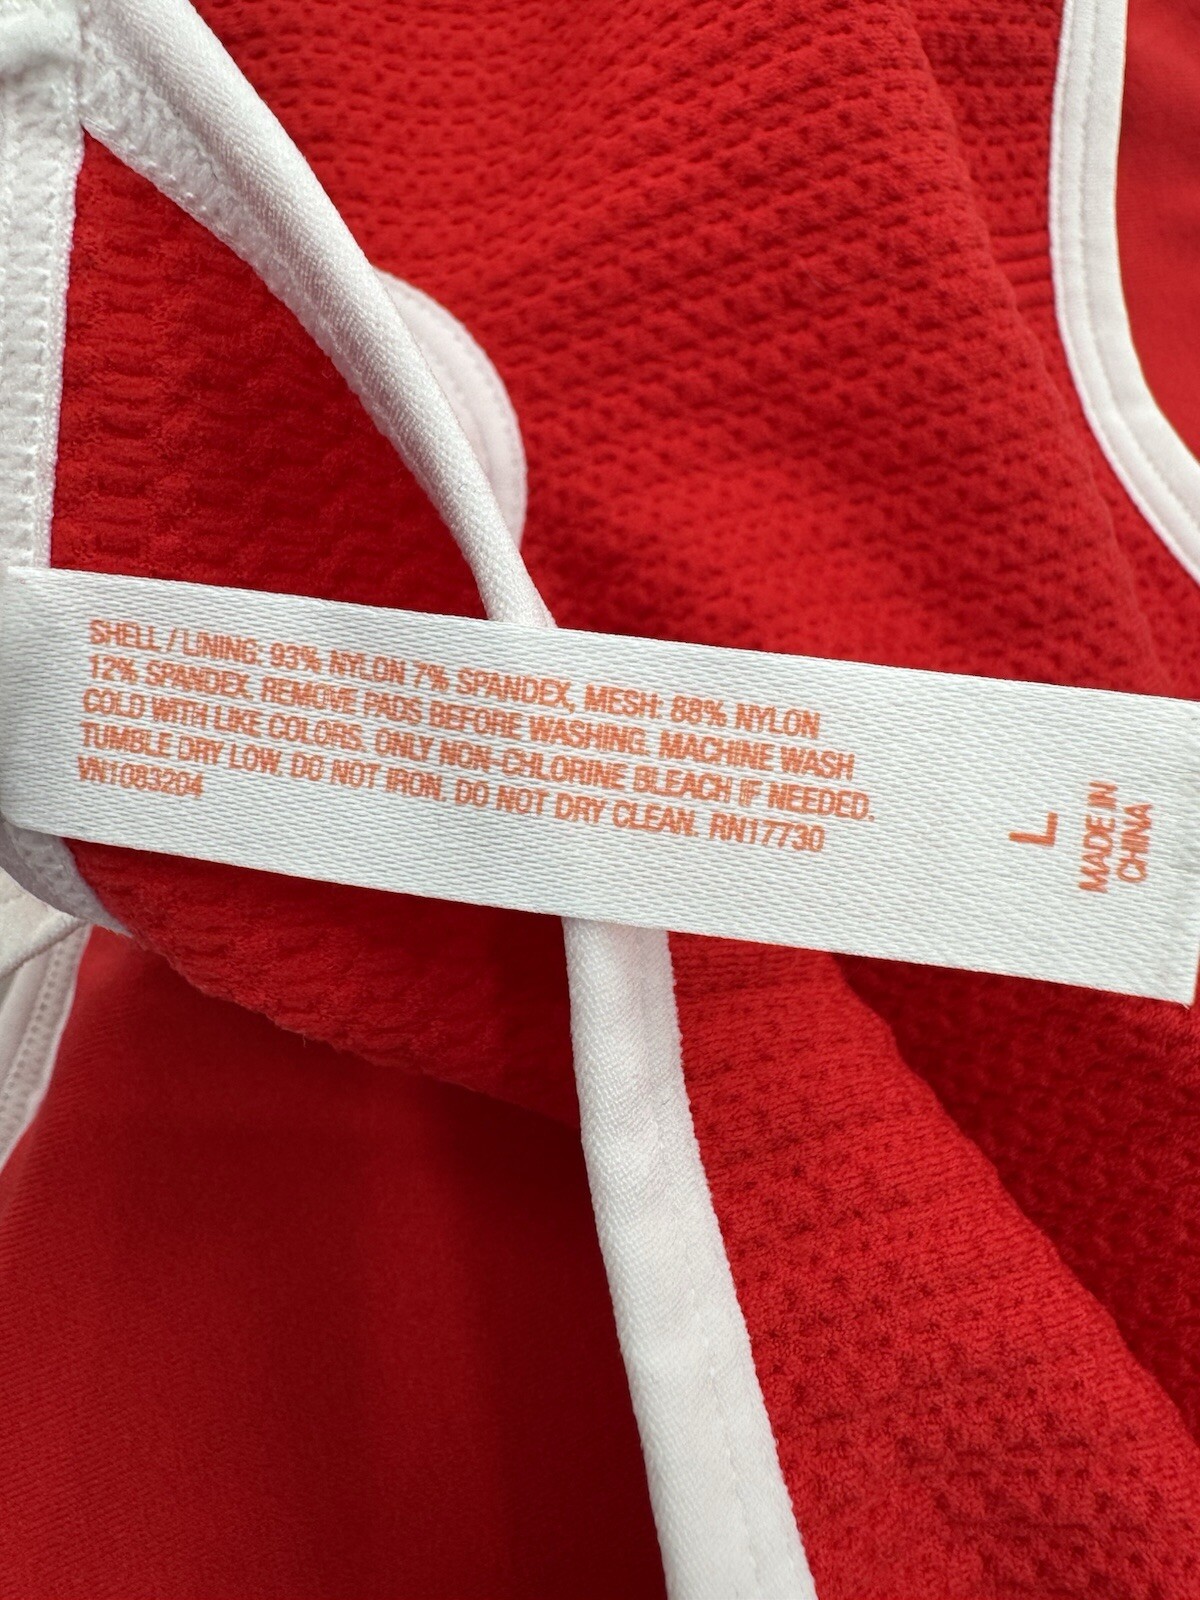 SHELL / LINING: 93% NYLON 7% SPANDEX, MESH: 88% NYLON
12% SPANDEX. REMOVE PADS BEFORE WASHING. MACHINE WASH
COLD WITH LIKE COLORS. ONLY NON-CHLORINE BLEACH IF NEEDED.
TUMBLE DRY LOW. DO NOT IRON. DO NOT DRY CLEAN. RN17730
VN1083204
L
MADE IN
CHINA